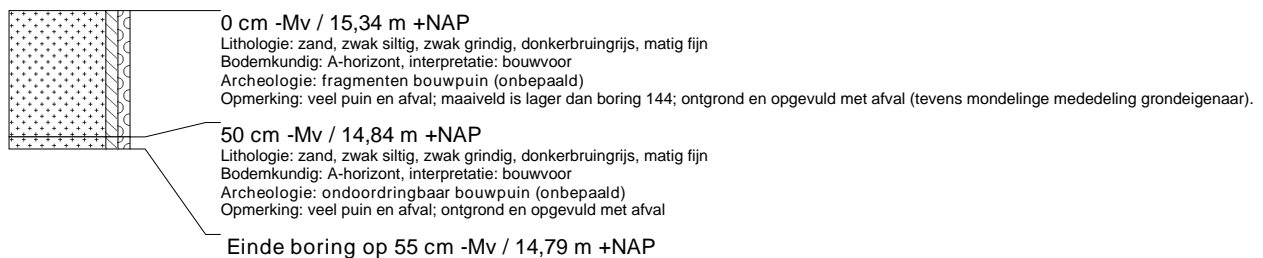 0 cm -Mv / 15,34 m +NAP
Lithologie: zand, zwak siltig, zwak grindig, donkerbruingrijs, matig fijn
Bodemkundig: A-horizont, interpretatie: bouwvoor
Archeologie: fragmenten bouwpuin (onbepaald)
Opmerking: veel puin en afval; maaiveld is lager dan boring 144; ontgrond en opgevuld met afval (tevens mondelinge mededeling grondeigenaar).
50 cm -Mv / 14,84 m +NAP
Lithologie: zand, zwak siltig, zwak grindig, donkerbruingrijs, matig fijn
Bodemkundig: A-horizont, interpretatie: bouwvoor
Archeologie: ondoordringbaar bouwpuin (onbepaald)
Opmerking: veel puin en afval; ontgrond en opgevuld met afval
Einde boring op 55 cm -Mv / 14,79 m +NAP